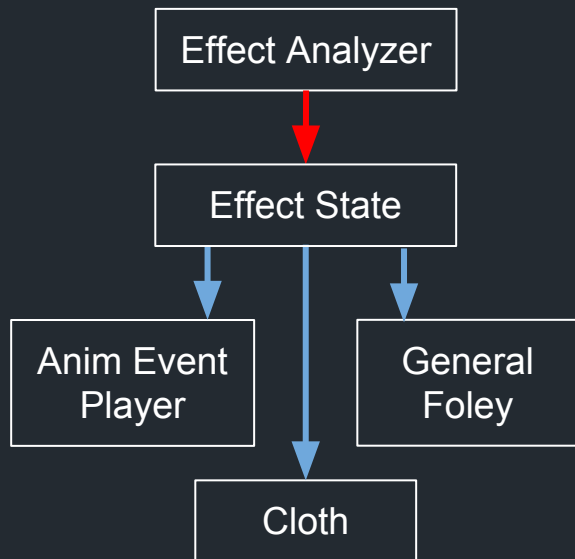 Effect Analyzer
Effect State
Anim Event
Player
General
Foley
Cloth